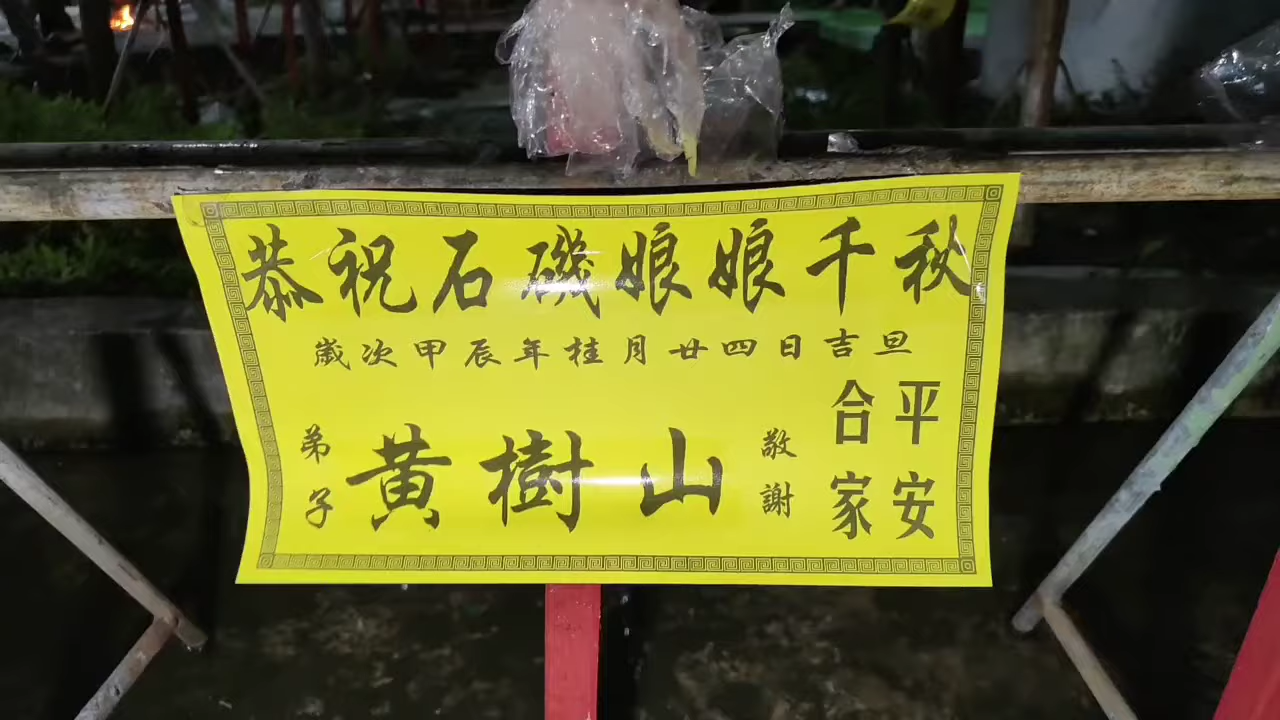 恭祝石磯娘娘千秋
歲次甲辰年桂月廿四日吉旦
弟子 黃樹山 敬謝
合家平安